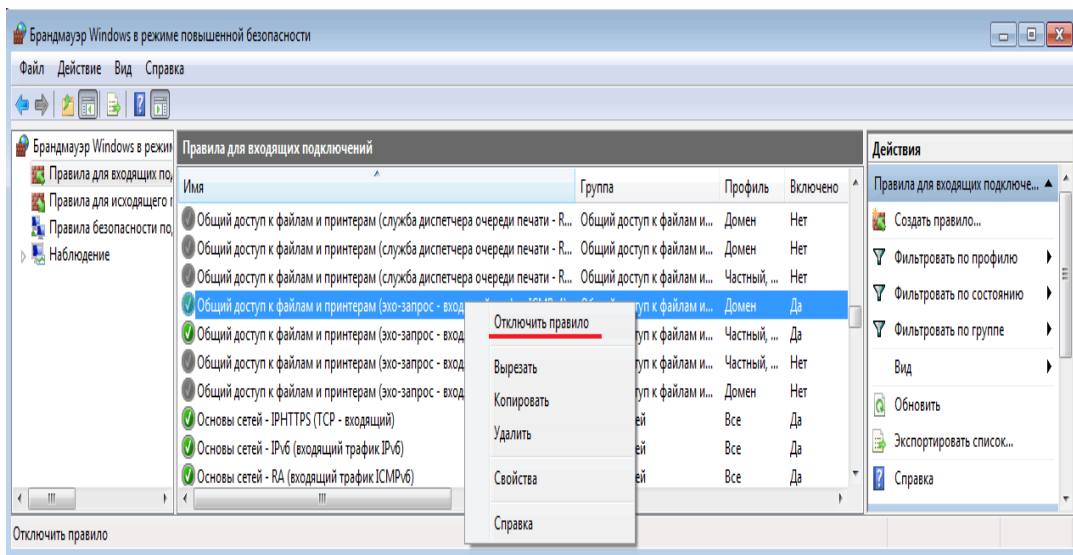 Брандмауэр Windows в режиме повышенной безопасности
Файл Действие Вид Справка
Брандмауэр Windows в режи
Правила для входящих по
Правила для исходящего
Правила безопасности по
Наблюдение
Правила для входящих подключений
Имя Группа Профиль Включено
Общий доступ к файлам и принтерам (служба диспетчера очереди печати - R... Общий доступ к файлам и... Домен Нет
Общий доступ к файлам и принтерам (служба диспетчера очереди печати - R... Общий доступ к файлам и... Домен Нет
Общий доступ к файлам и принтерам (служба диспетчера очереди печати - R... Общий доступ к файлам и... Частный, ... Нет
Общий доступ к файлам и принтерам (эхо-запрос - вход файлам и... Домен Да
Общий доступ к файлам и принтерам (эхо-запрос - вход туп к файлам и... Частный, ... Да
Общий доступ к файлам и принтерам (эхо-запрос - вход туп к файлам и... Частный, ... Нет
Общий доступ к файлам и принтерам (эхо-запрос - вход туп к файлам и... Домен Нет
Основы сетей - IPHTTPS (TCP - входящий) ей Все Да
Основы сетей - IPv6 (входящий трафик IPv6) ей Все Да
Основы сетей - RA (входящий трафик ICMPv6) ей Все Да
Отключить правило
Вырезать
Копировать
Удалить
Свойства
Справка
Действия
Правила для входящих подключе...
Создать правило...
Фильтровать по профилю
Фильтровать по состоянию
Фильтровать по группе
Вид
Обновить
Экспортировать список...
Справка
Отключить правило